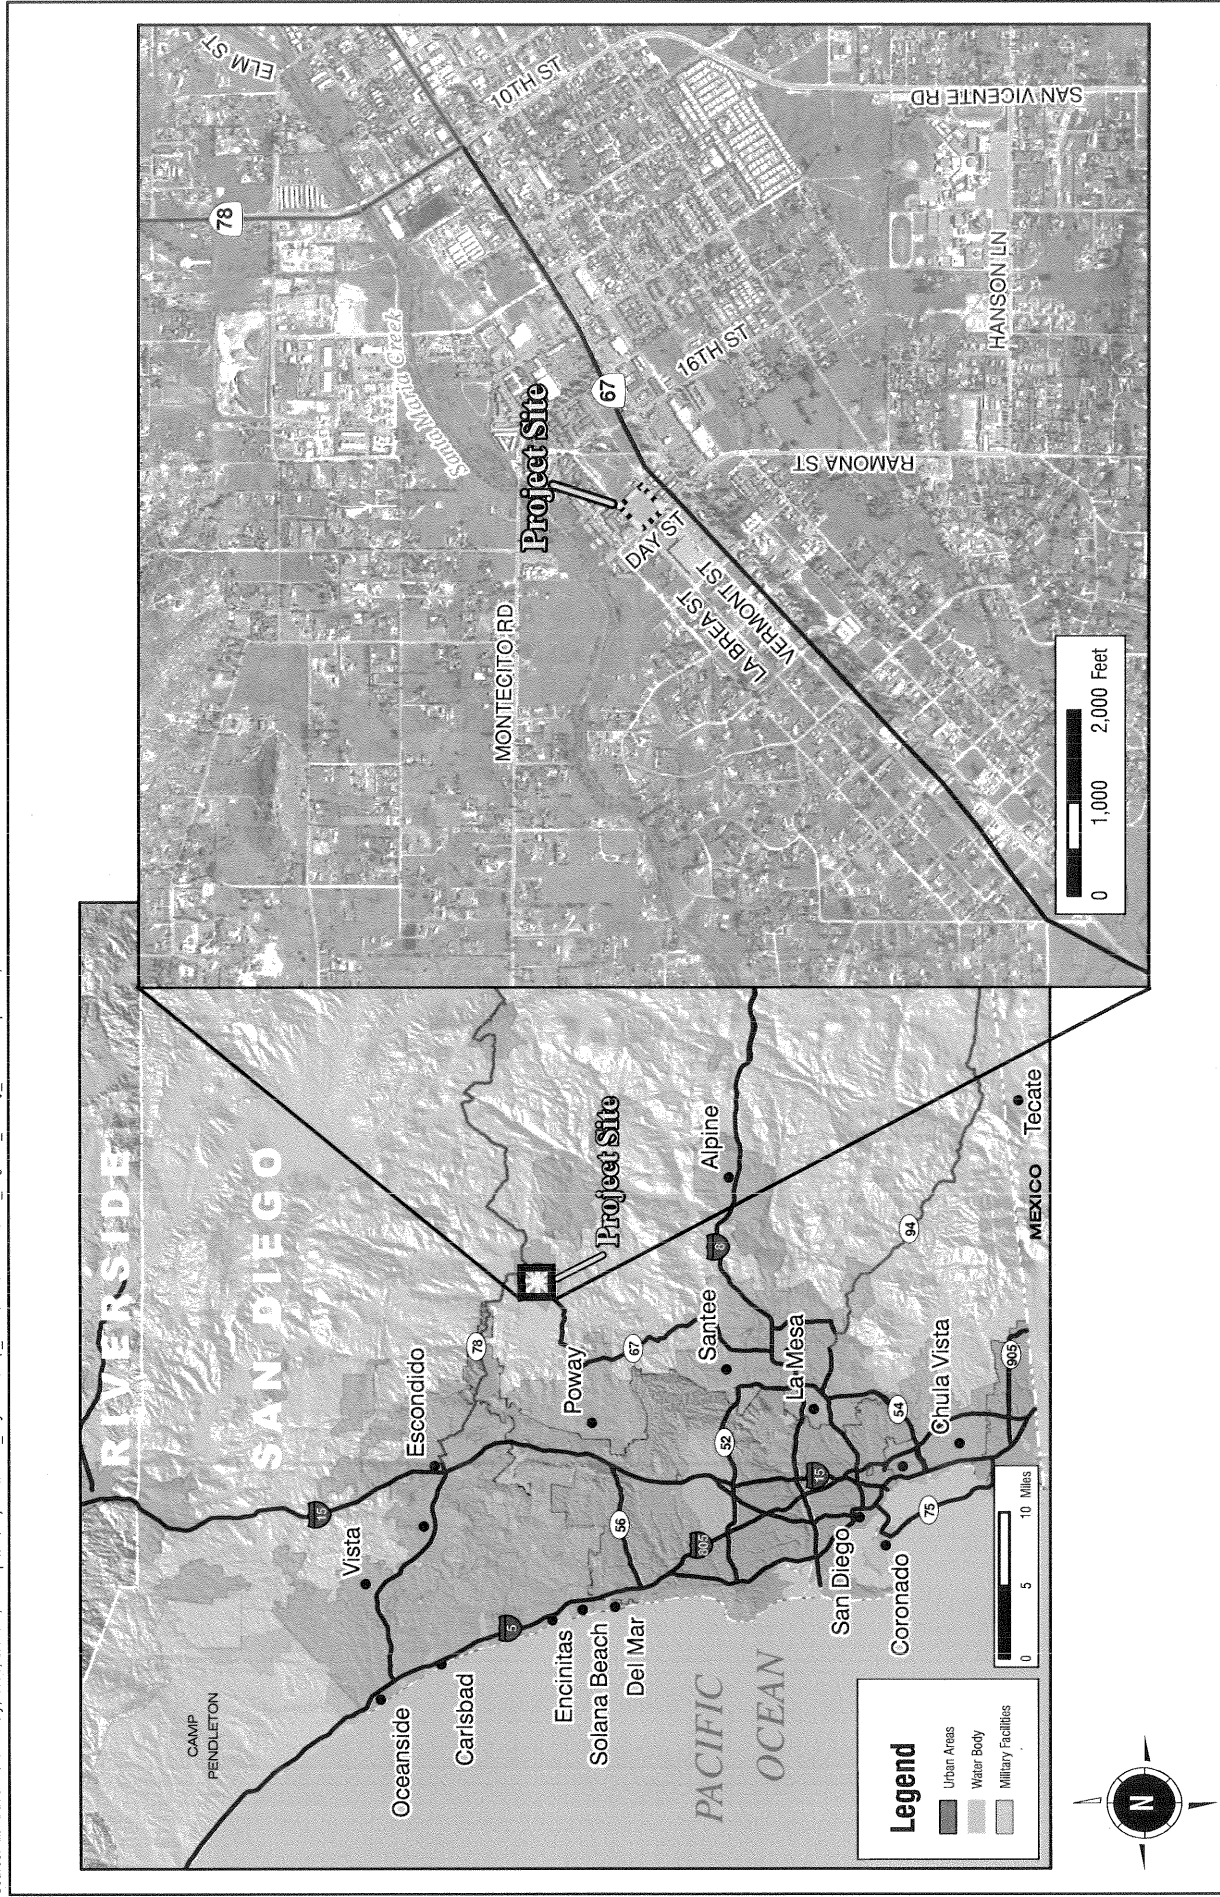 RIVERSIDE
SAN DIEGO
CAMP
PENDLETON
15
Vista
Escondido
Oceanside
78
Carlsbad
5
Encinitas
Solana Beach
Del Mar
56
Poway
67
Project Site
PACIFIC
OCEAN
605
52
Santee
8
Alpine
15
La Mesa
San Diego
Coronado
54
75
Chula Vista
94
905
MEXICO
Tecate
0 5 10 Miles
Legend
Urban Areas
Water Body
Military Facilities
N
ELM ST
78
10TH ST
Santa Maria Creek
MONTECITO RD
Project Site
67
16TH ST
DAY ST
LA BREA ST
VERMONT ST
RAMONA ST
SAN VICENTE RD
HANSON LN
0 1,000 2,000 Feet